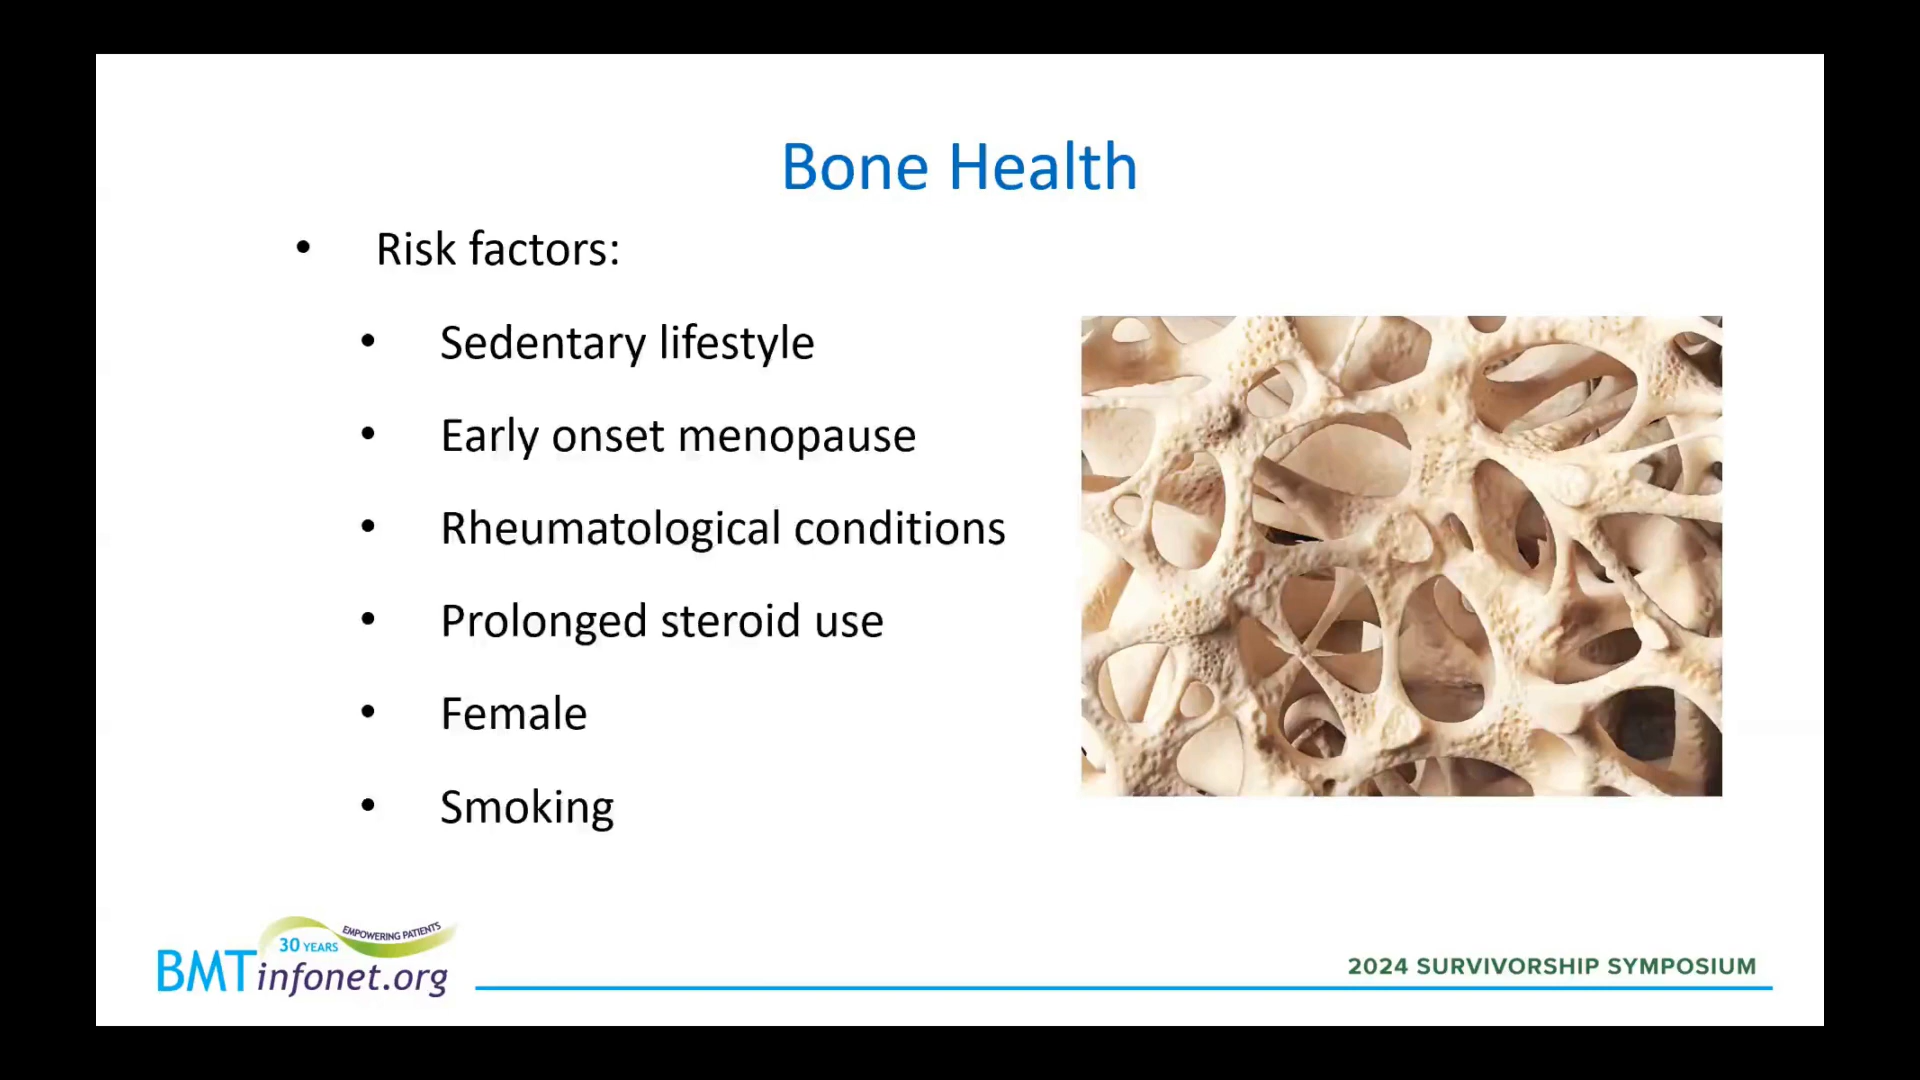 Bone Health
• Risk factors:
• Sedentary lifestyle
• Early onset menopause
• Rheumatological conditions
• Prolonged steroid use
• Female
• Smoking
30 YEARS EMPOWERING PATIENTS
BMTinfonet.org
2024 SURVIVORSHIP SYMPOSIUM